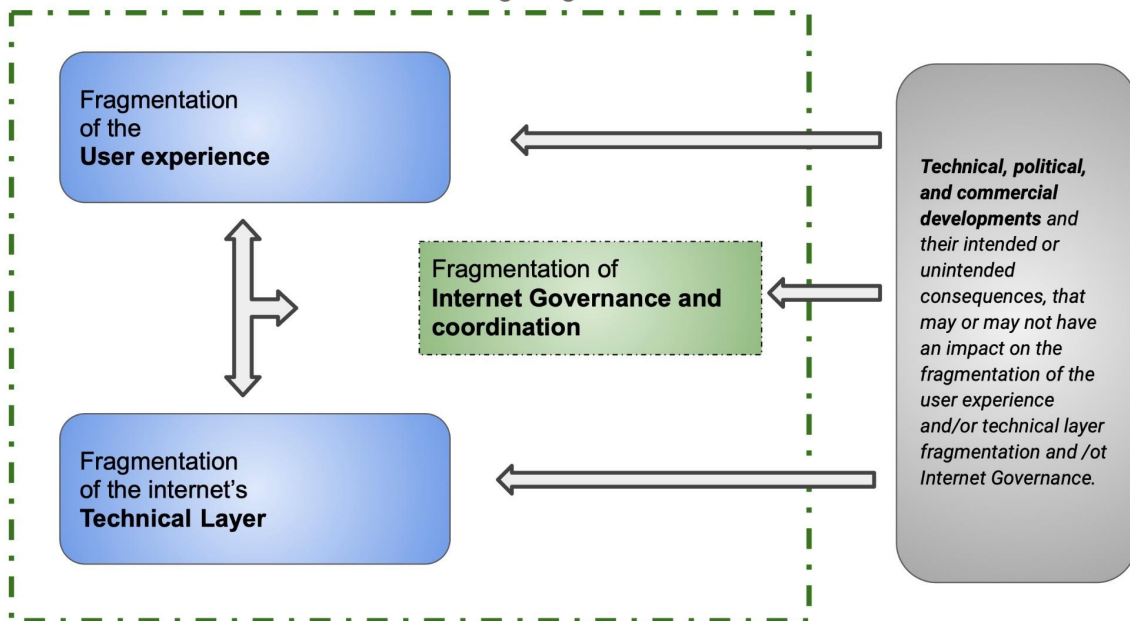 Fragmentation
of the
User experience
Fragmentation of
Internet Governance and
coordination
Fragmentation
of the internet's
Technical Layer
Technical, political,
and commercial
developments and
their intended or
unintended
consequences, that
may or may not have
an impact on the
fragmentation of the
user experience
and/or technical layer
fragmentation and /ot
Internet Governance.